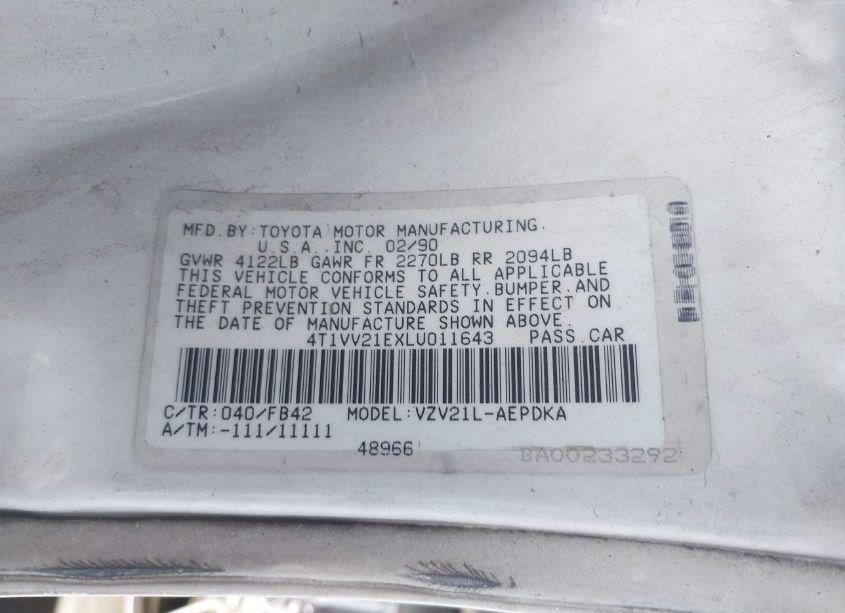 MFD.BY:TOYOTA MOTOR MANUFACTURING.
U.S.A.,INC. 02/90
GVWR 4122LB GAWR FR 2270LB RR 2094LB
THIS VEHICLE CONFORMS TO ALL APPLICABLE
FEDERAL MOTOR VEHICLE SAFETY,BUMPER,AND
THEFT PREVENTION STANDARDS IN EFFECT ON
THE DATE OF MANUFACTURE SHOWN ABOVE.
4T1VV21EXLU011643 PASS.CAR
C/TR:040/FB42 MODEL:VZV21L-AEPDKA
A/TM:-111/11111
48966
BA00233292